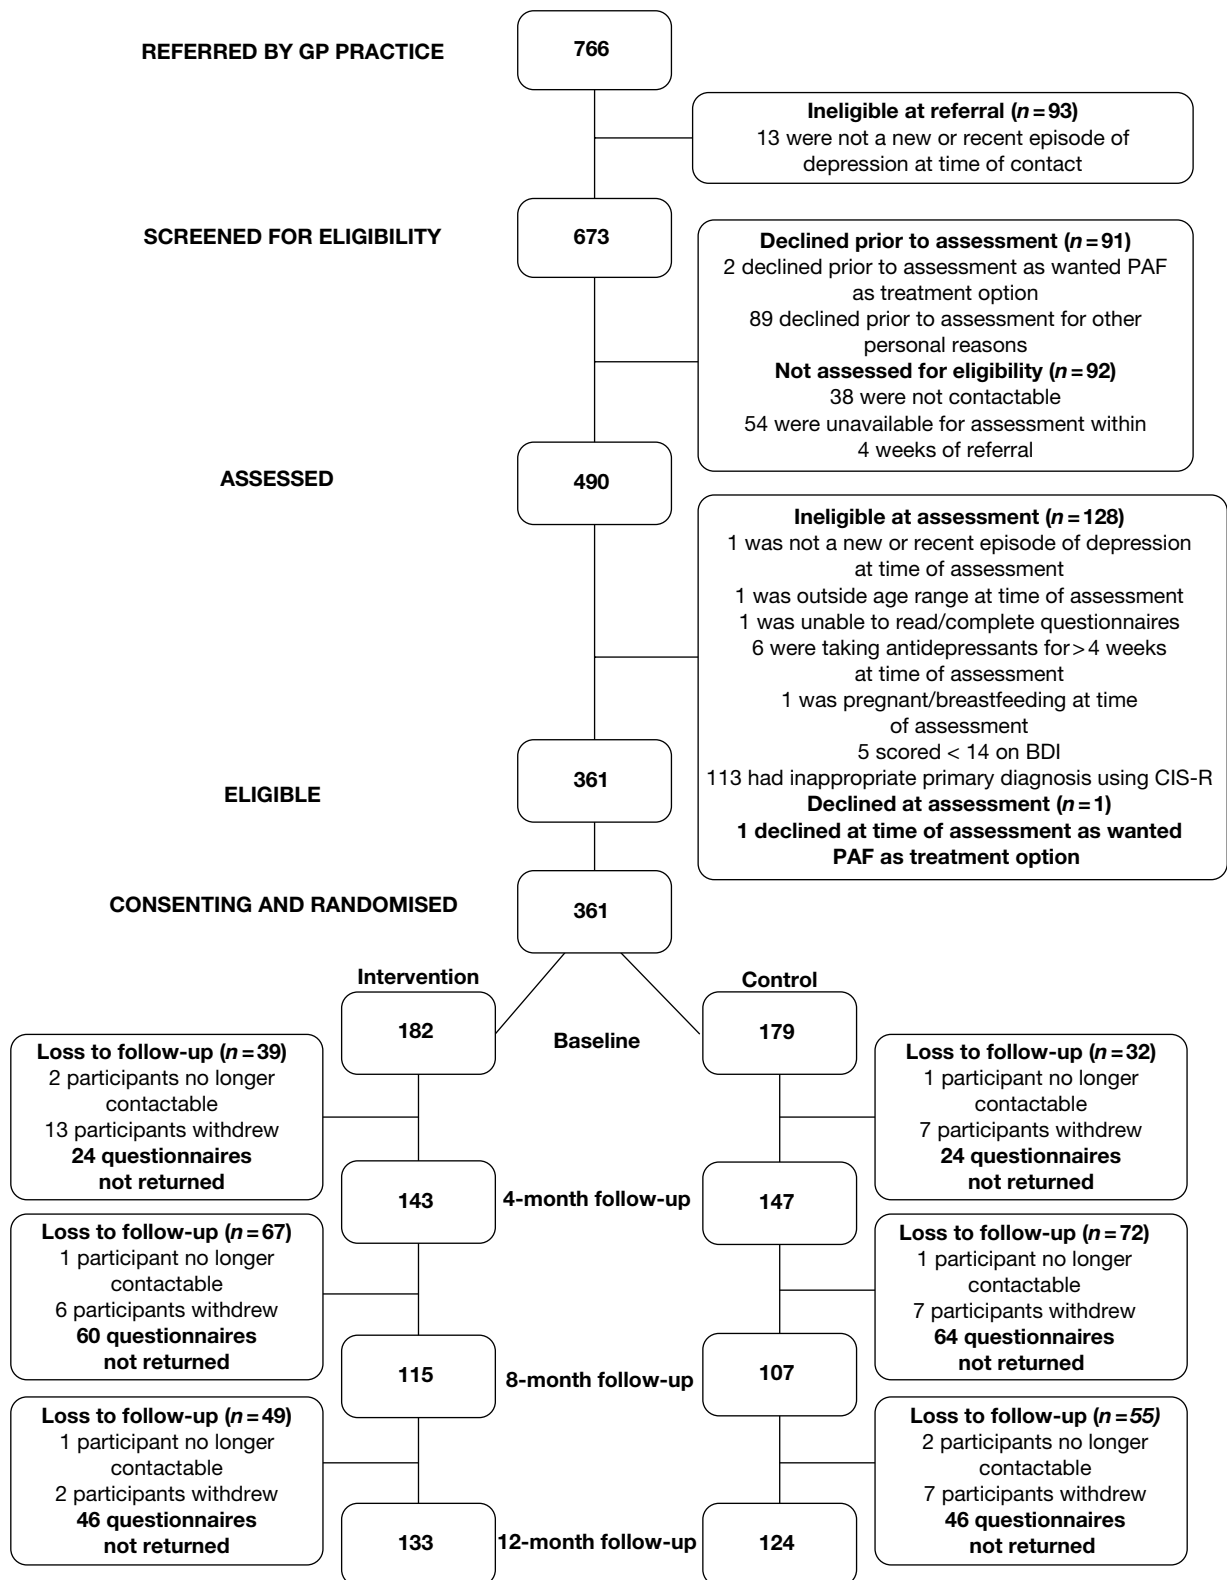 REFERRED BY GP PRACTICE
766
Ineligible at referral (n = 93)
13 were not a new or recent episode of
depression at time of contact
SCREENED FOR ELIGIBILITY
673
Declined prior to assessment (n = 91)
2 declined prior to assessment as wanted PAF
as treatment option
89 declined prior to assessment for other
personal reasons
Not assessed for eligibility (n = 92)
38 were not contactable
54 were unavailable for assessment within
4 weeks of referral
ASSESSED
490
Ineligible at assessment (n = 128)
1 was not a new or recent episode of depression
at time of assessment
1 was outside age range at time of assessment
1 was unable to read/complete questionnaires
6 were taking antidepressants for > 4 weeks
at time of assessment
1 was pregnant/breastfeeding at time
of assessment
5 scored < 14 on BDI
113 had inappropriate primary diagnosis using CIS-R
Declined at assessment (n = 1)
1 declined at time of assessment as wanted
PAF as treatment option
ELIGIBLE
361
CONSENTING AND RANDOMISED
361
Intervention
Control
182
Baseline
179
Loss to follow-up (n = 39)
2 participants no longer
contactable
13 participants withdrew
24 questionnaires
not returned
Loss to follow-up (n = 32)
1 participant no longer
contactable
7 participants withdrew
24 questionnaires
not returned
143
4-month follow-up
147
Loss to follow-up (n = 67)
1 participant no longer
contactable
6 participants withdrew
60 questionnaires
not returned
Loss to follow-up (n = 72)
1 participant no longer
contactable
7 participants withdrew
64 questionnaires
not returned
115
8-month follow-up
107
Loss to follow-up (n = 49)
1 participant no longer
contactable
2 participants withdrew
46 questionnaires
not returned
Loss to follow-up (n = 55)
2 participants no longer
contactable
7 participants withdrew
46 questionnaires
not returned
133
12-month follow-up
124